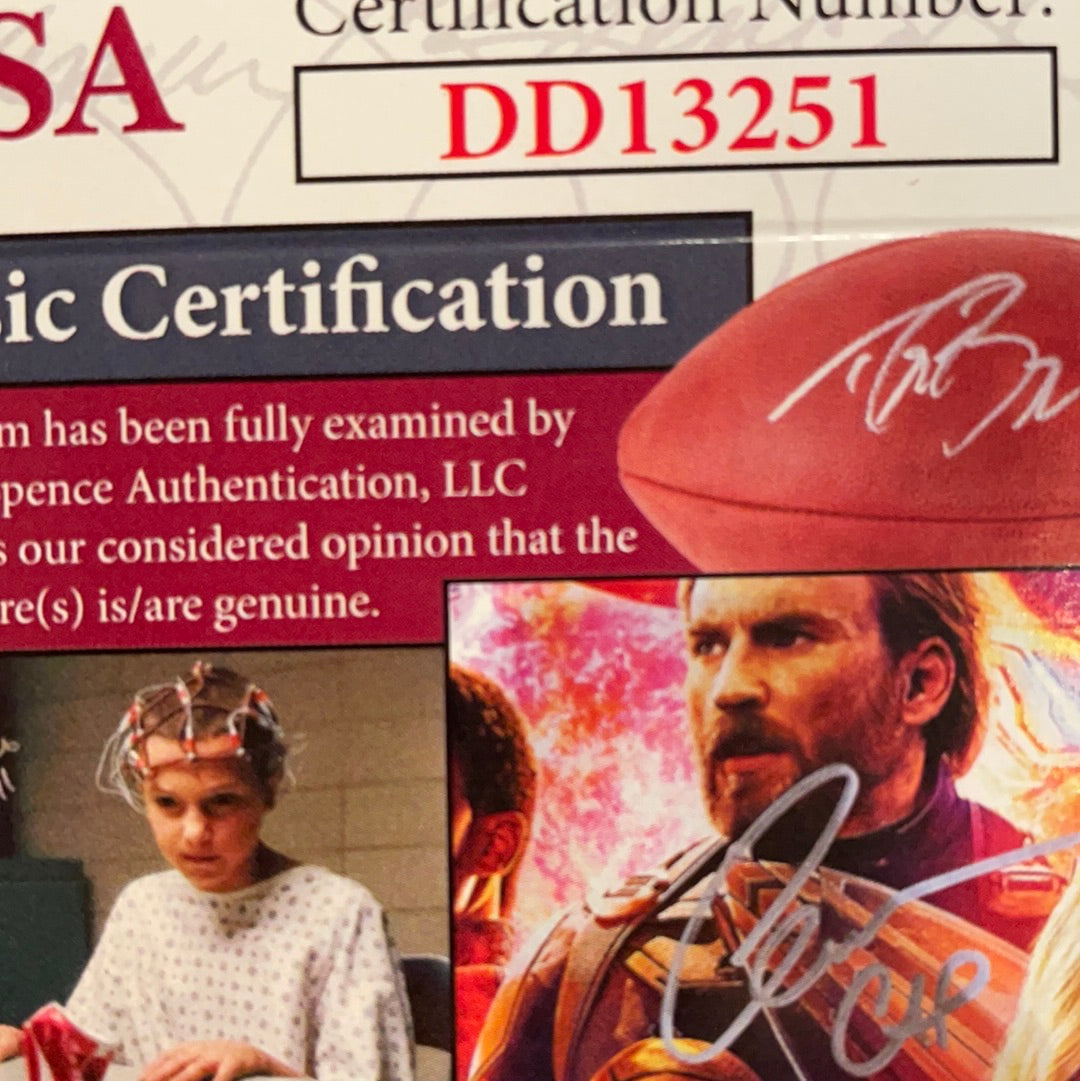 Certification Number:
SA
DD13251
ic Certification
m has been fully examined by
pence Authentication, LLC
s our considered opinion that the
re(s) is/are genuine.